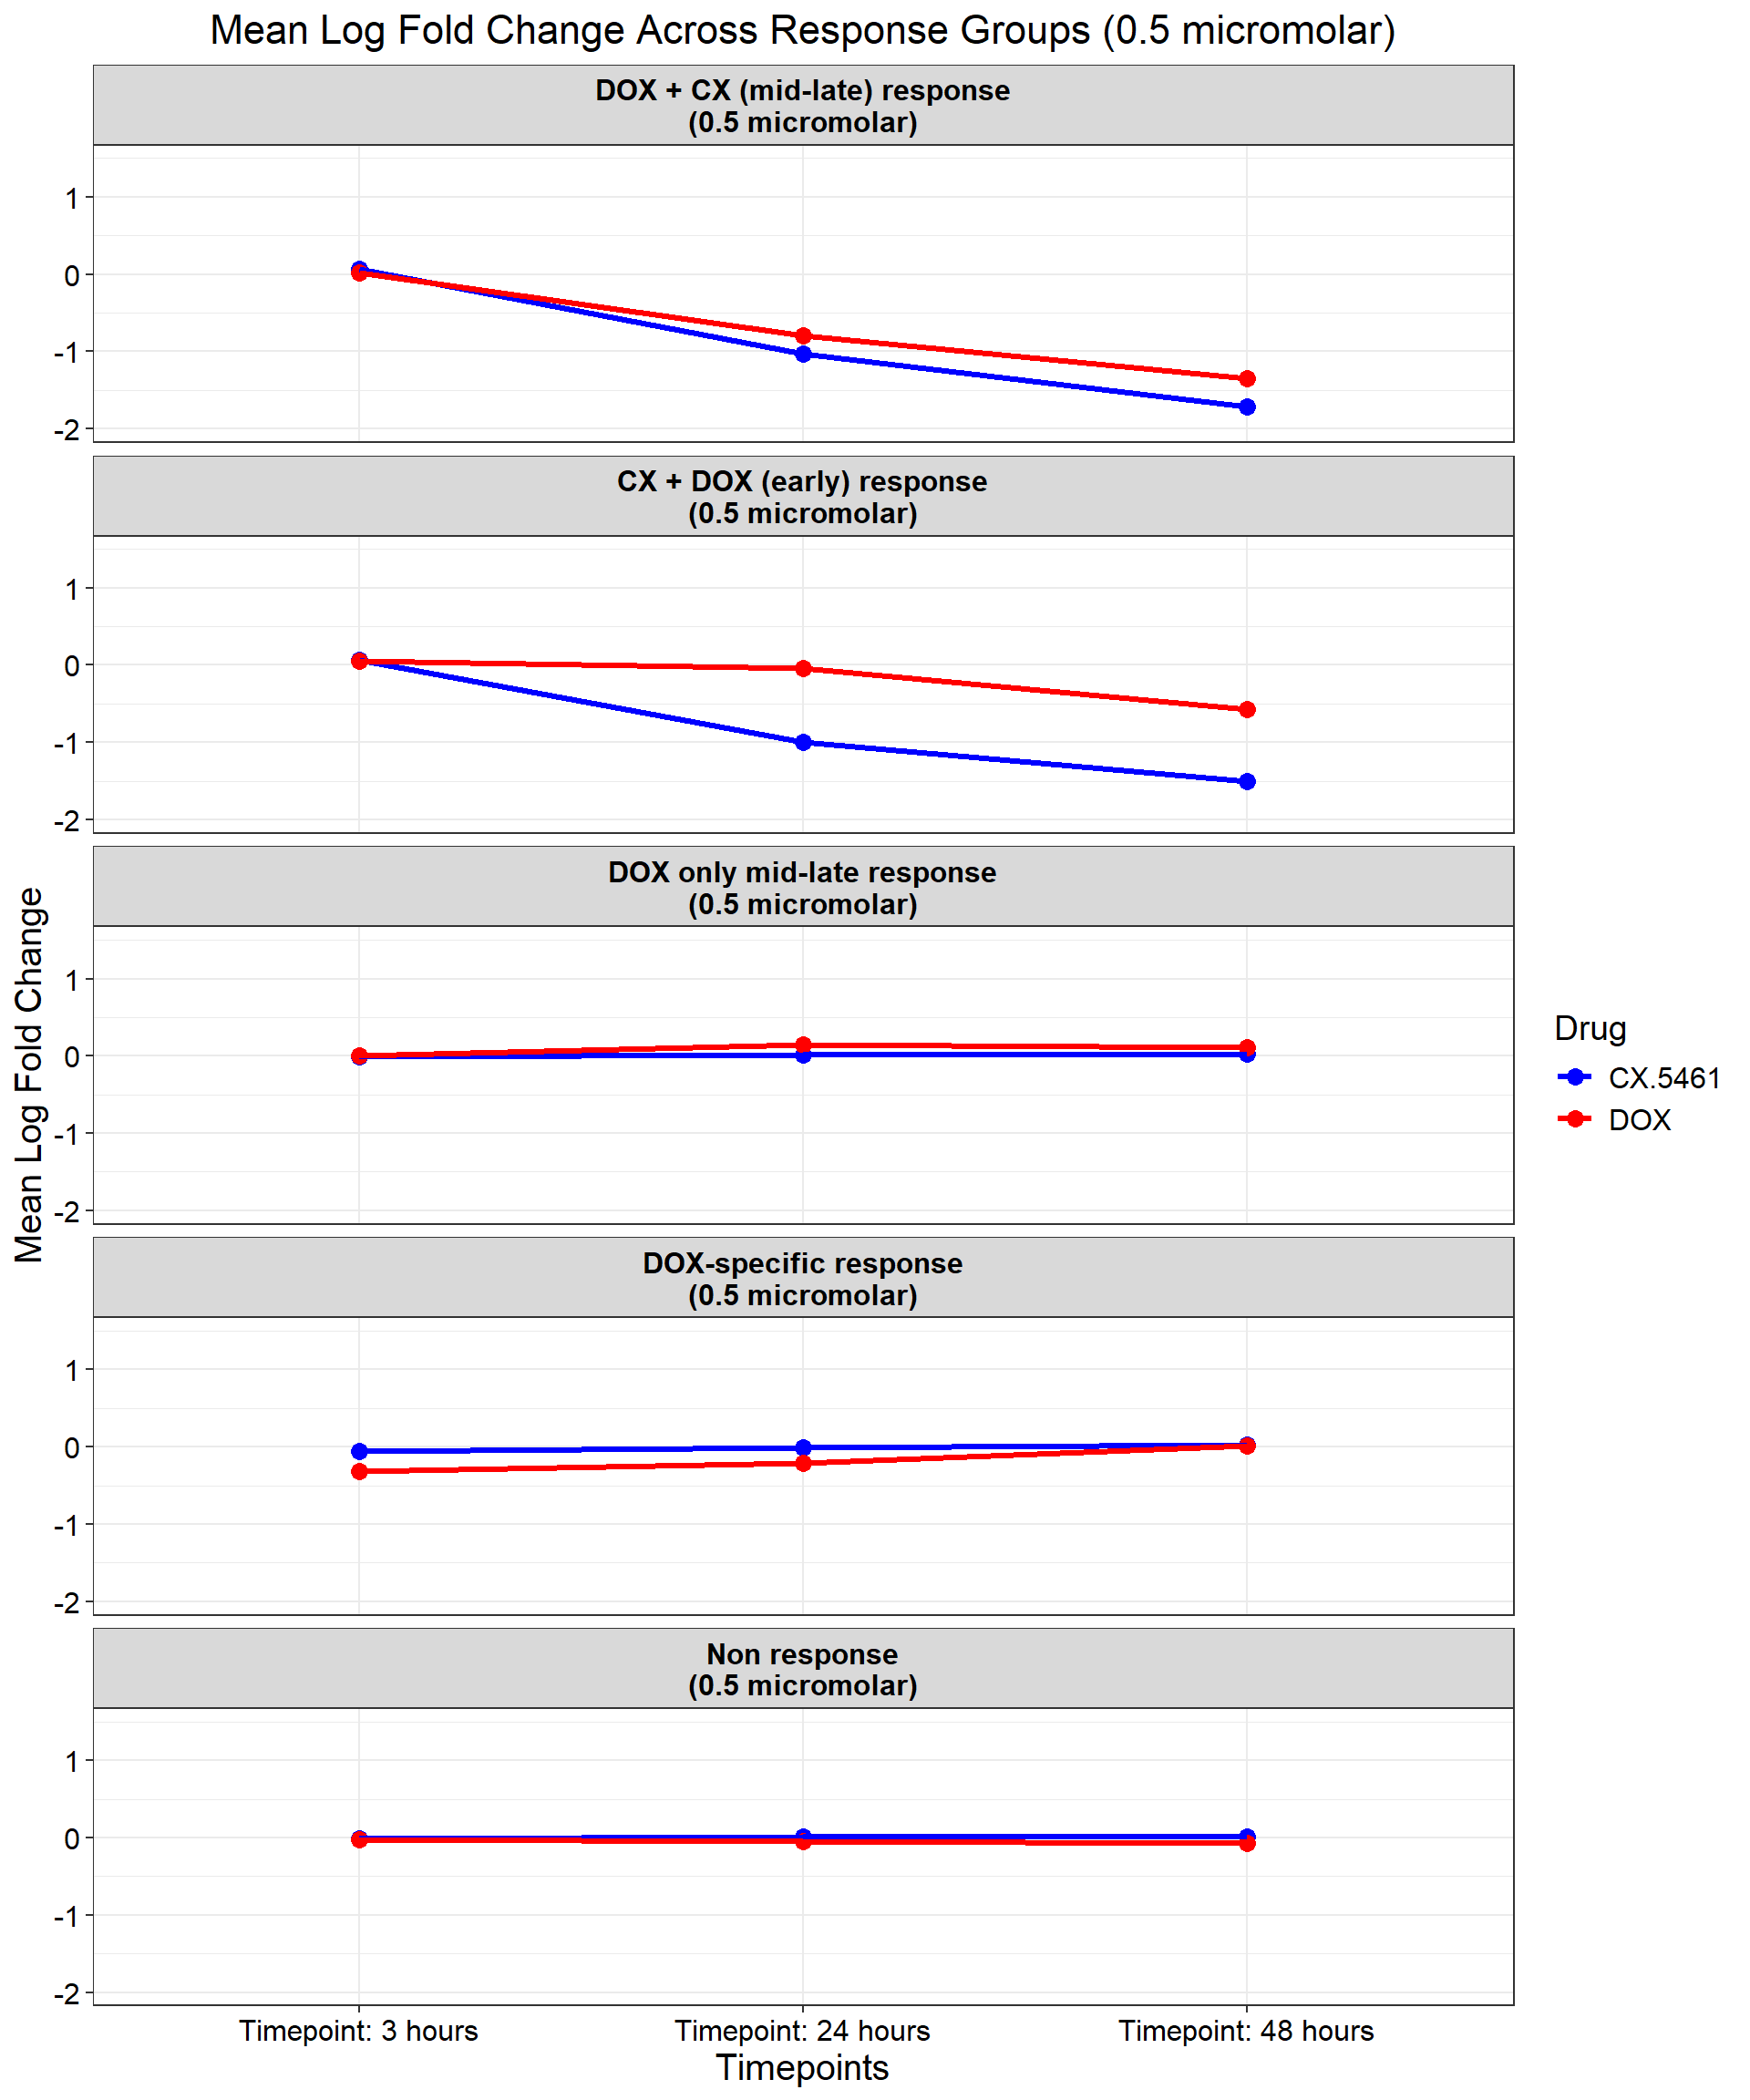 Mean Log Fold Change Across Response Groups (0.5 micromolar)
DOX + CX (mid-late) response
(0.5 micromolar)
1
0
-1
-2
CX + DOX (early) response
(0.5 micromolar)
1
0
-1
-2
DOX only mid-late response
(0.5 micromolar)
1
0
-1
-2
DOX-specific response
(0.5 micromolar)
1
0
-1
-2
Non response
(0.5 micromolar)
1
0
-1
-2
Mean Log Fold Change
Timepoint: 3 hours
Timepoint: 24 hours
Timepoint: 48 hours
Timepoints
Drug
CX.5461
DOX